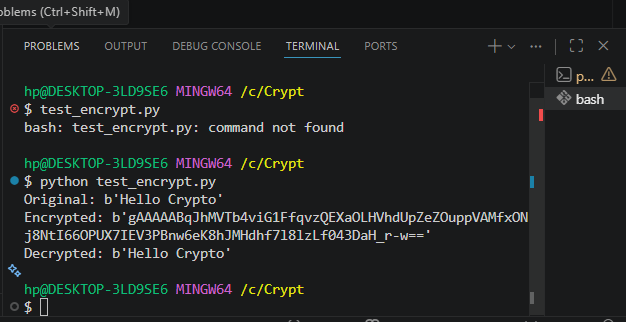 oblems (Ctrl+Shift+M)
PROBLEMS OUTPUT DEBUG CONSOLE TERMINAL PORTS
hp@DESKTOP-3LD9SE6 MINGW64 /c/Crypt
$ test_encrypt.py
bash: test_encrypt.py: command not found
hp@DESKTOP-3LD9SE6 MINGW64 /c/Crypt
$ python test_encrypt.py
Original: b'Hello Crypto'
Encrypted: b'gAAAAABqJhMVTb4viG1FfqvzQEXaOLHVhdUpZeZOuppVAMfxON
j8NtI66OPUX7IEV3PBnw6eK8hJMHdhf7l8lzLf043DaH_r-w=='
Decrypted: b'Hello Crypto'
hp@DESKTOP-3LD9SE6 MINGW64 /c/Crypt
$
p...
bash